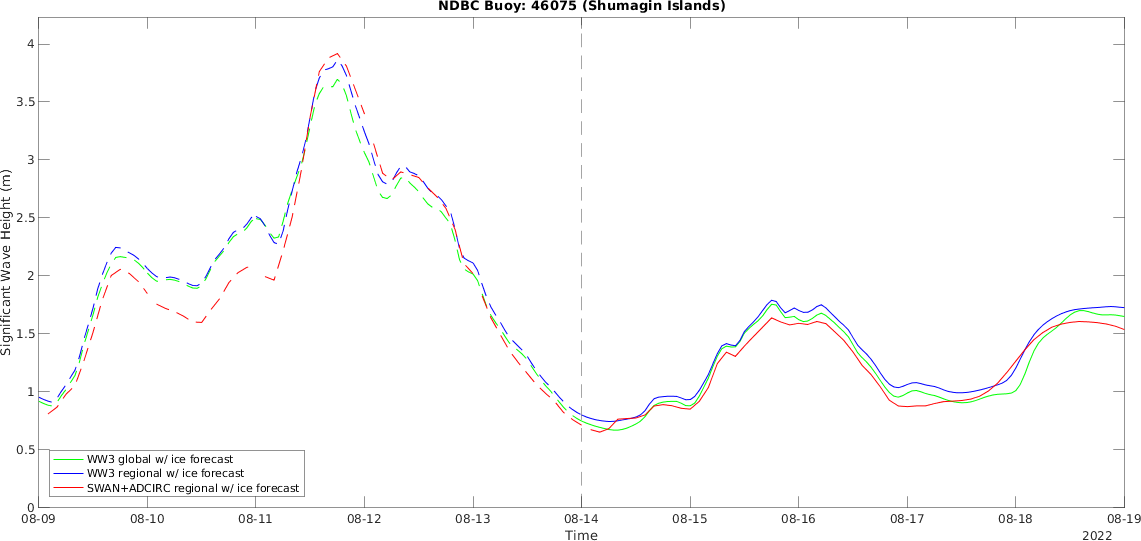 NDBC Buoy: 46075 (Shumagin Islands)
4
3.5
3
2.5
2
1.5
1
0.5
0
Significant Wave Height (m)
WW3 global w/ ice forecast
WW3 regional w/ ice forecast
SWAN+ADCIRC regional w/ ice forecast
08-09 08-10 08-11 08-12 08-13 08-14 08-15 08-16 08-17 08-18 08-19
Time
2022